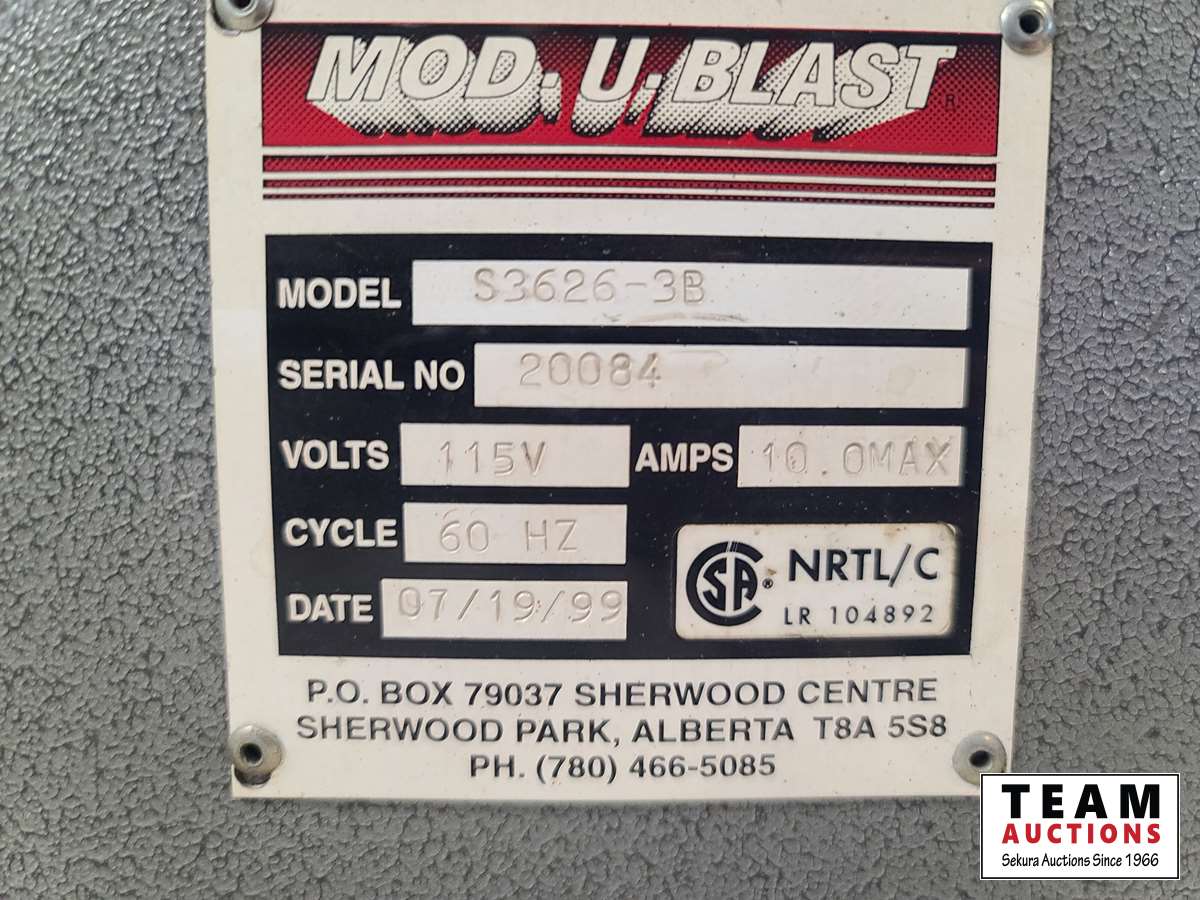 MOD·U·BLAST R
MODEL S3626-3B
SERIAL NO 20084
VOLTS 115V AMPS 10.0MAX
CYCLE 60 HZ
DATE 07/19/99
CSA ® NRTL/C
LR 104892
P.O. BOX 79037 SHERWOOD CENTRE
SHERWOOD PARK, ALBERTA T8A 5S8
PH. (780) 466-5085
TEAM
AUCTIONS
Sekura Auctions Since 1966